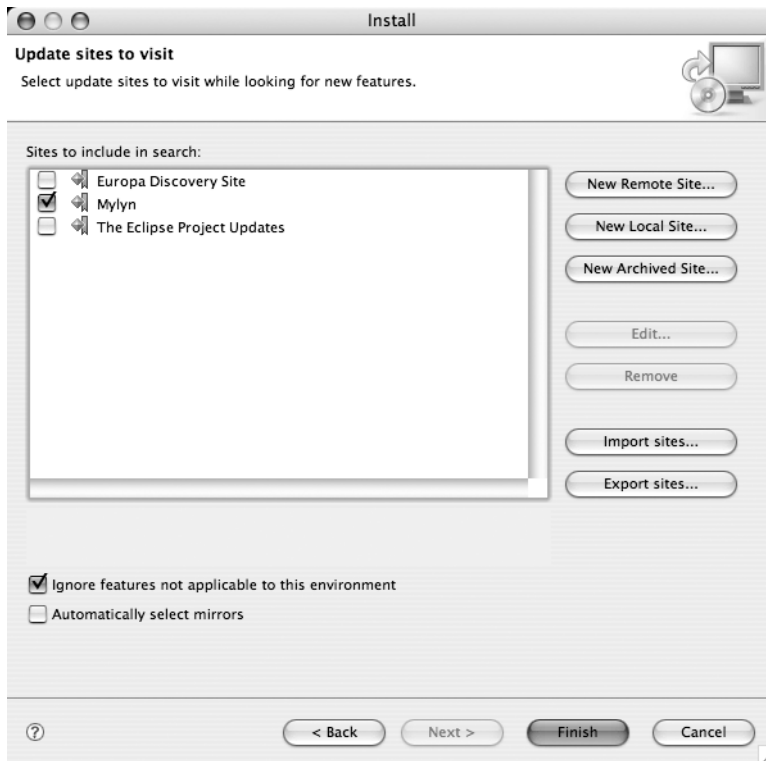 Install
Update sites to visit
Select update sites to visit while looking for new features.
Sites to include in search:
Europa Discovery Site
Mylyn
The Eclipse Project Updates
New Remote Site...
New Local Site...
New Archived Site...
Edit...
Remove
Import sites...
Export sites...
Ignore features not applicable to this environment
Automatically select mirrors
?
< Back
Next >
Finish
Cancel